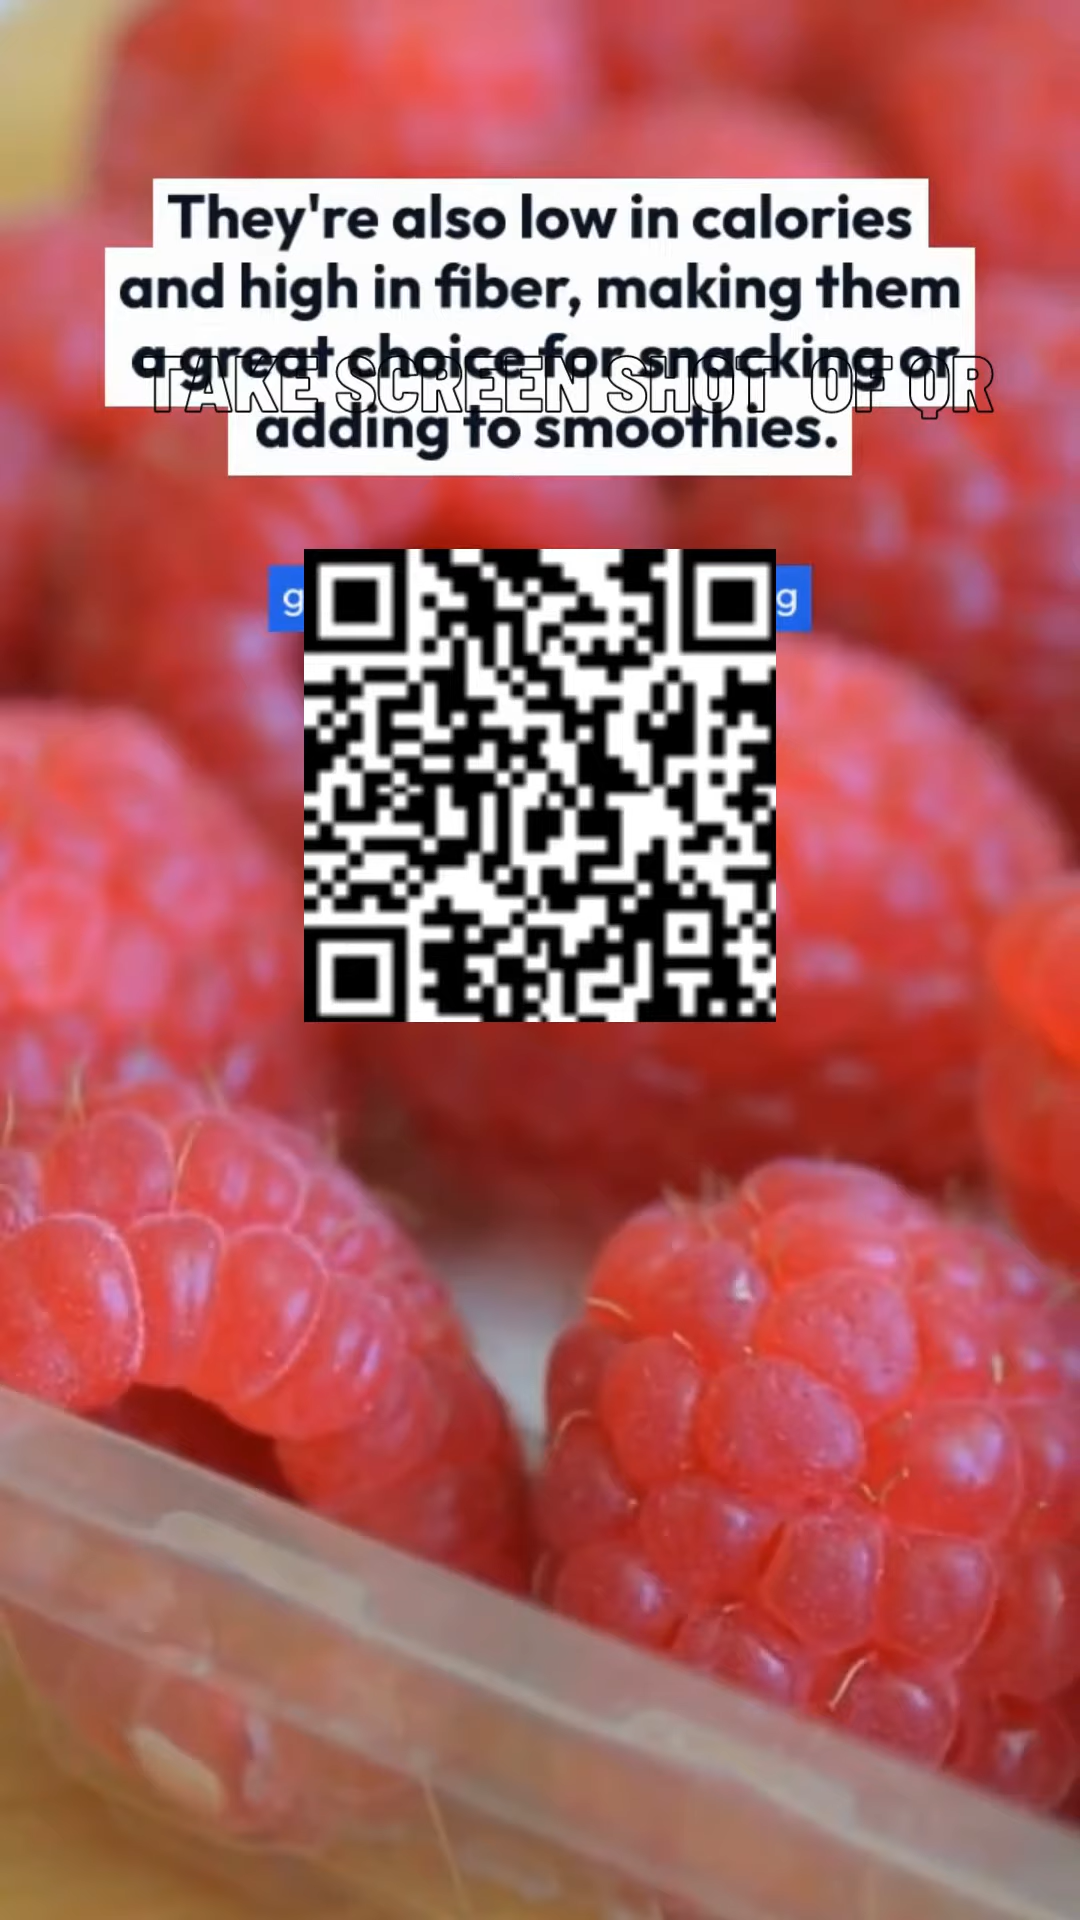 They're also low in calories
and high in fiber, making them
a great choice for snacking or
TAKE SCREEN SHOT OF QR
adding to smoothies.
g
g